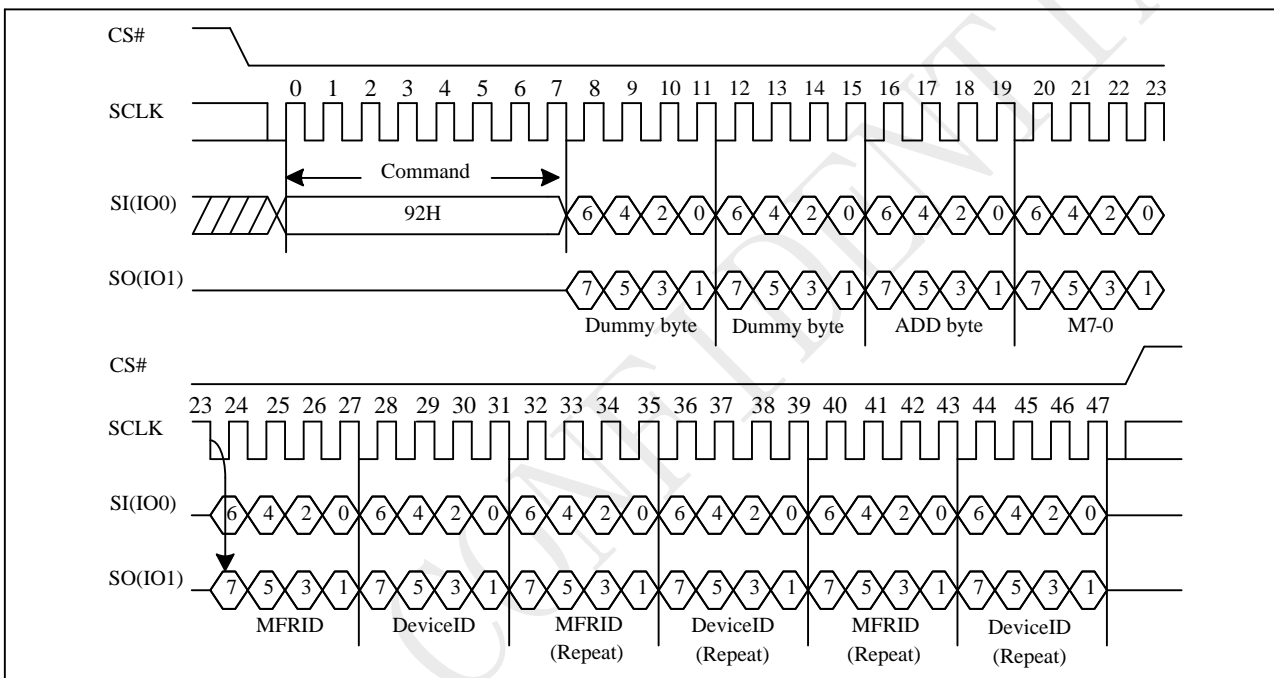 CS#
0 1 2 3 4 5 6 7 8 9 10 11 12 13 14 15 16 17 18 19 20 21 22 23
SCLK
Command
SI(IO0) 92H 6 4 2 0 6 4 2 0 6 4 2 0 6 4 2 0
SO(IO1) 7 5 3 1 7 5 3 1 7 5 3 1 7 5 3 1
Dummy byte Dummy byte ADD byte M7-0
CS#
23 24 25 26 27 28 29 30 31 32 33 34 35 36 37 38 39 40 41 42 43 44 45 46 47
SCLK
SI(IO0) 6 4 2 0 6 4 2 0 6 4 2 0 6 4 2 0 6 4 2 0 6 4 2 0
SO(IO1) 7 5 3 1 7 5 3 1 7 5 3 1 7 5 3 1 7 5 3 1 7 5 3 1
MFRID DeviceID MFRID DeviceID MFRID DeviceID
(Repeat) (Repeat) (Repeat) (Repeat)
CONFIDENTI